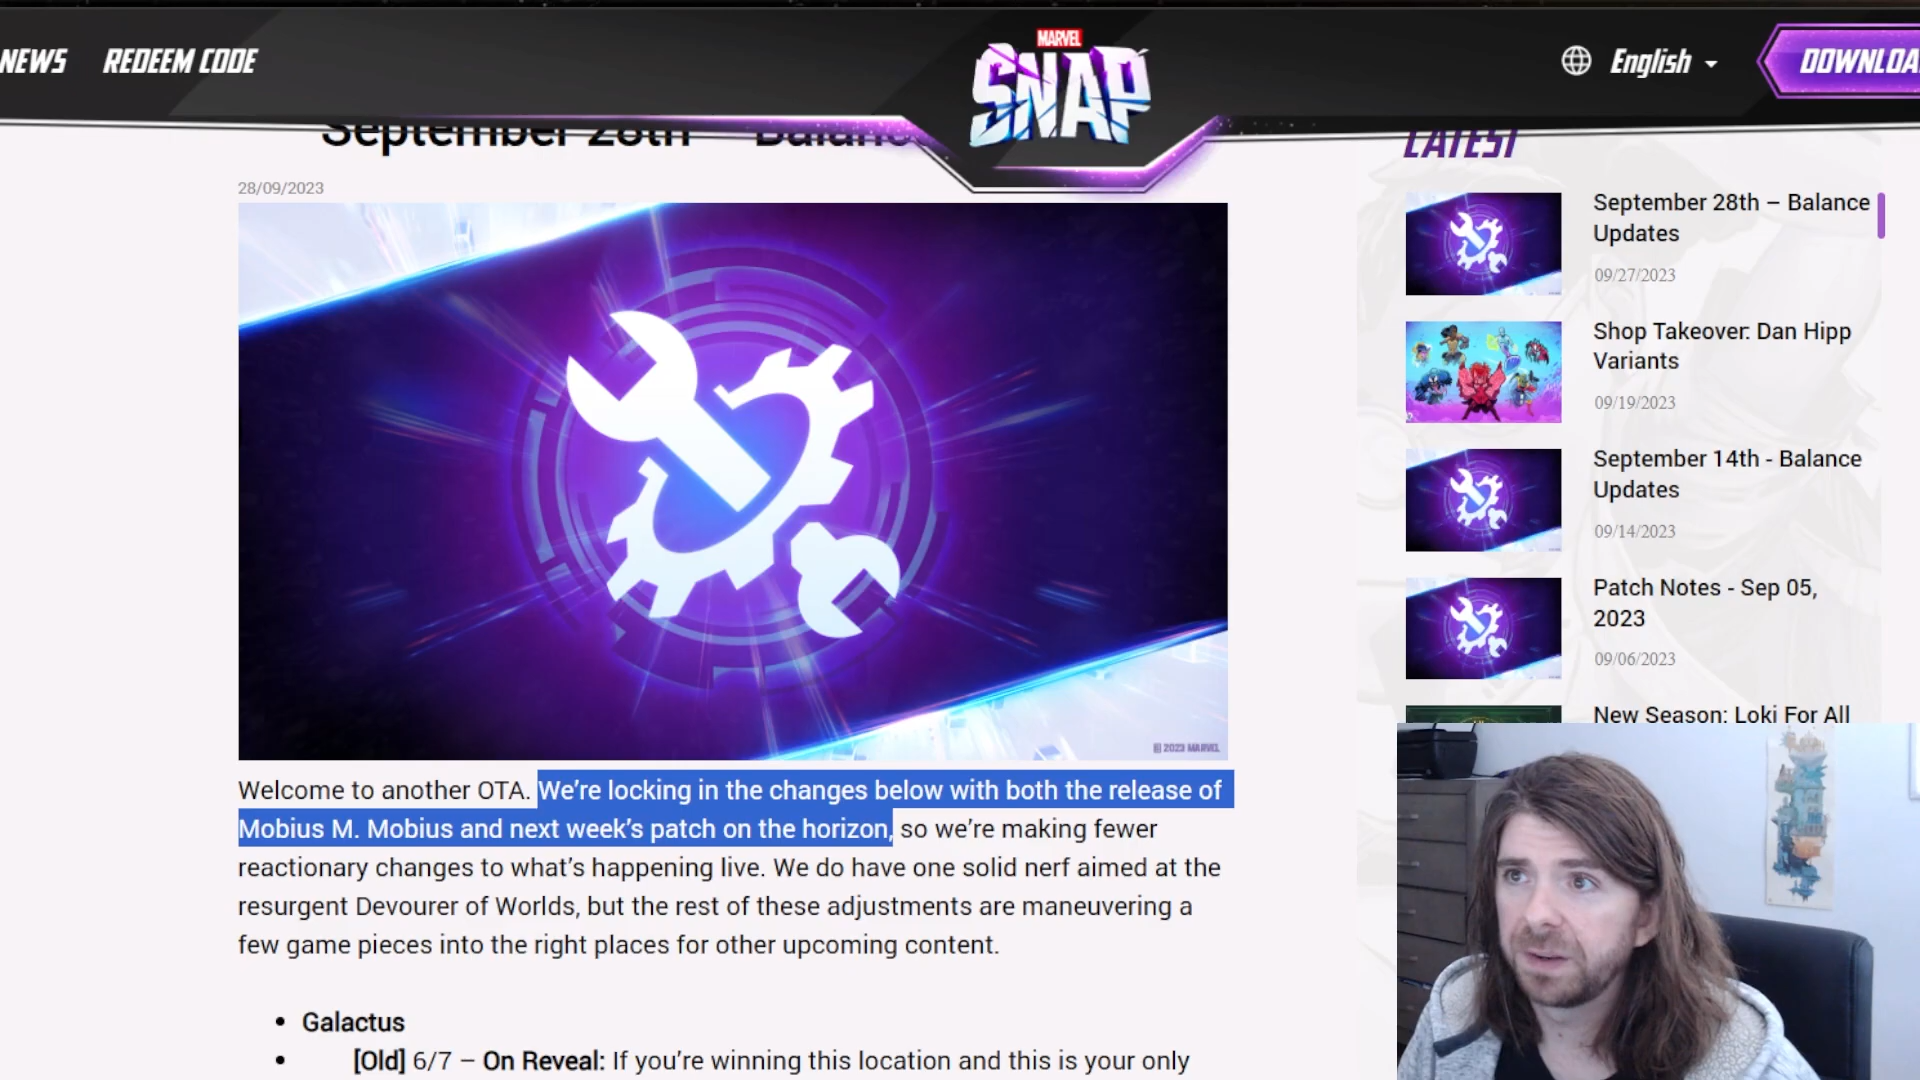 NEWS
REDEEM CODE
MARVEL
SNAP
English
September 28th – Balanc
28/09/2023
© 2023 MARVEL
Welcome to another OTA. We’re locking in the changes below with both the release of
Mobius M. Mobius and next week’s patch on the horizon, so we’re making fewer
reactionary changes to what’s happening live. We do have one solid nerf aimed at the
resurgent Devourer of Worlds, but the rest of these adjustments are maneuvering a
few game pieces into the right places for other upcoming content.
• Galactus
• [Old] 6/7 – On Reveal: If you’re winning this location and this is your only
LATEST
September 28th – Balance
Updates
09/27/2023
Shop Takeover: Dan Hipp
Variants
09/19/2023
September 14th - Balance
Updates
09/14/2023
Patch Notes - Sep 05,
2023
09/06/2023
New Season: Loki For All